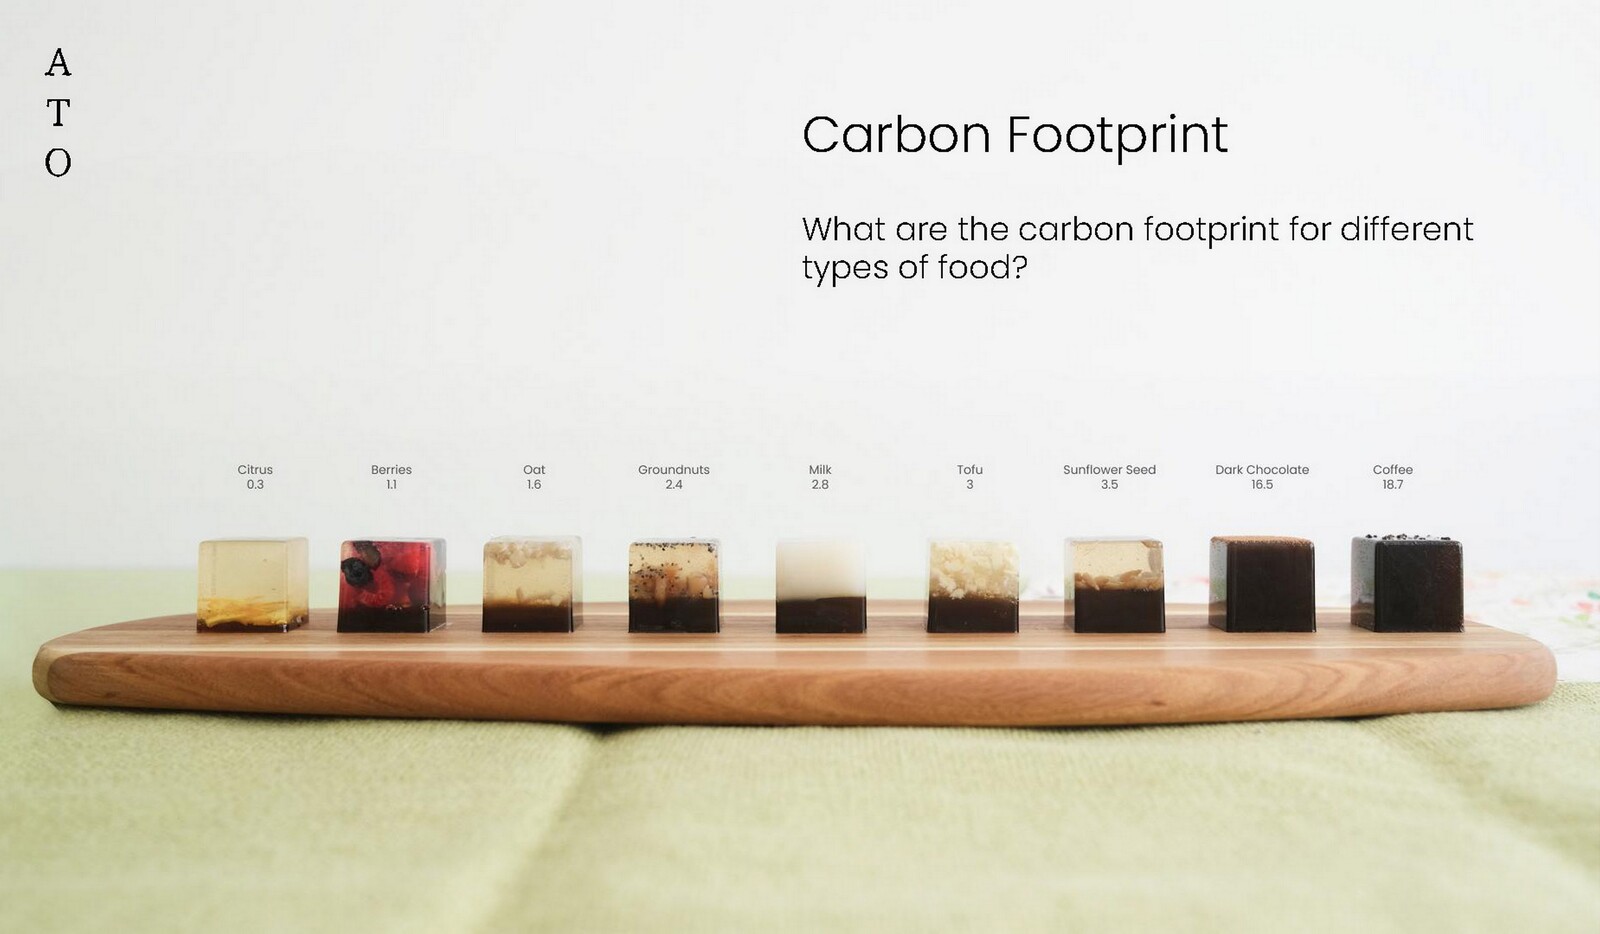 A
T
O
Carbon Footprint
What are the carbon footprint for different
types of food?
Citrus
0.3
Berries
1.1
Oat
1.6
Groundnuts
2.4
Milk
2.8
Tofu
3
Sunflower Seed
3.5
Dark Chocolate
16.5
Coffee
18.7